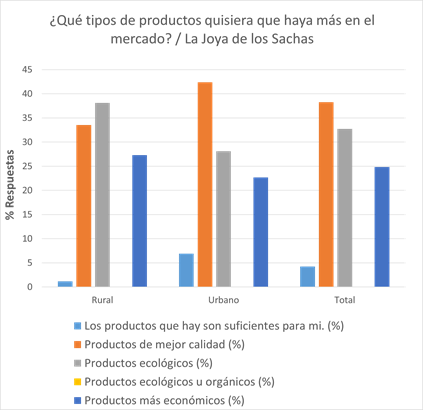 ¿Qué tipos de productos quisiera que haya más en el
mercado? / La Joya de los Sachas
45
40
35
30
25
20
15
10
5
0
% Respuestas
Rural
Urbano
Total
Los productos que hay son suficientes para mi. (%)
Productos de mejor calidad (%)
Productos ecológicos (%)
Productos ecológicos u orgánicos (%)
Productos más económicos (%)